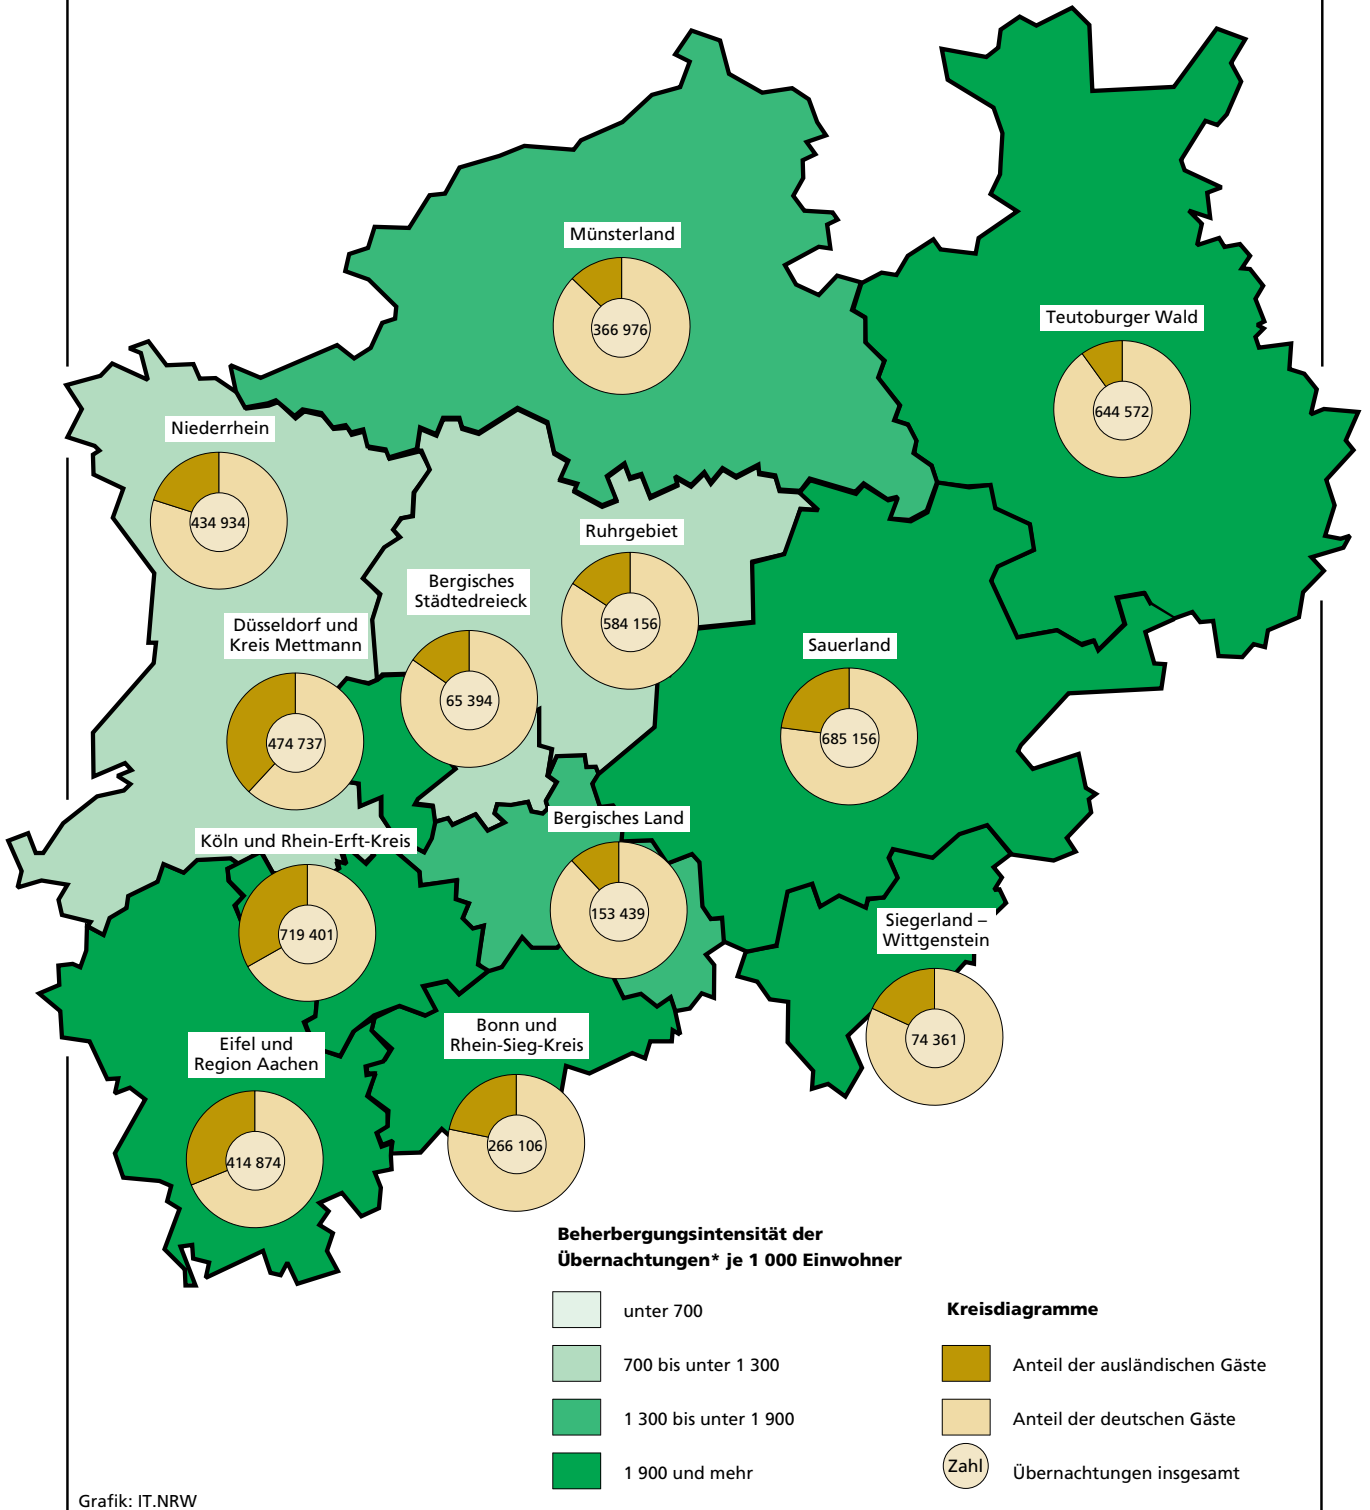 Münsterland
366 976
Teutoburger Wald
644 572
Niederrhein
434 934
Ruhrgebiet
584 156
Bergisches
Städtedreieck
65 394
Düsseldorf und
Kreis Mettmann
474 737
Sauerland
685 156
Bergisches Land
153 439
Köln und Rhein-Erft-Kreis
719 401
Siegerland –
Wittgenstein
74 361
Bonn und
Rhein-Sieg-Kreis
266 106
Eifel und
Region Aachen
414 874
Beherbergungsintensität der
Übernachtungen* je 1 000 Einwohner
unter 700
700 bis unter 1 300
1 300 bis unter 1 900
1 900 und mehr
Kreisdiagramme
Anteil der ausländischen Gäste
Anteil der deutschen Gäste
Zahl Übernachtungen insgesamt
Grafik: IT.NRW